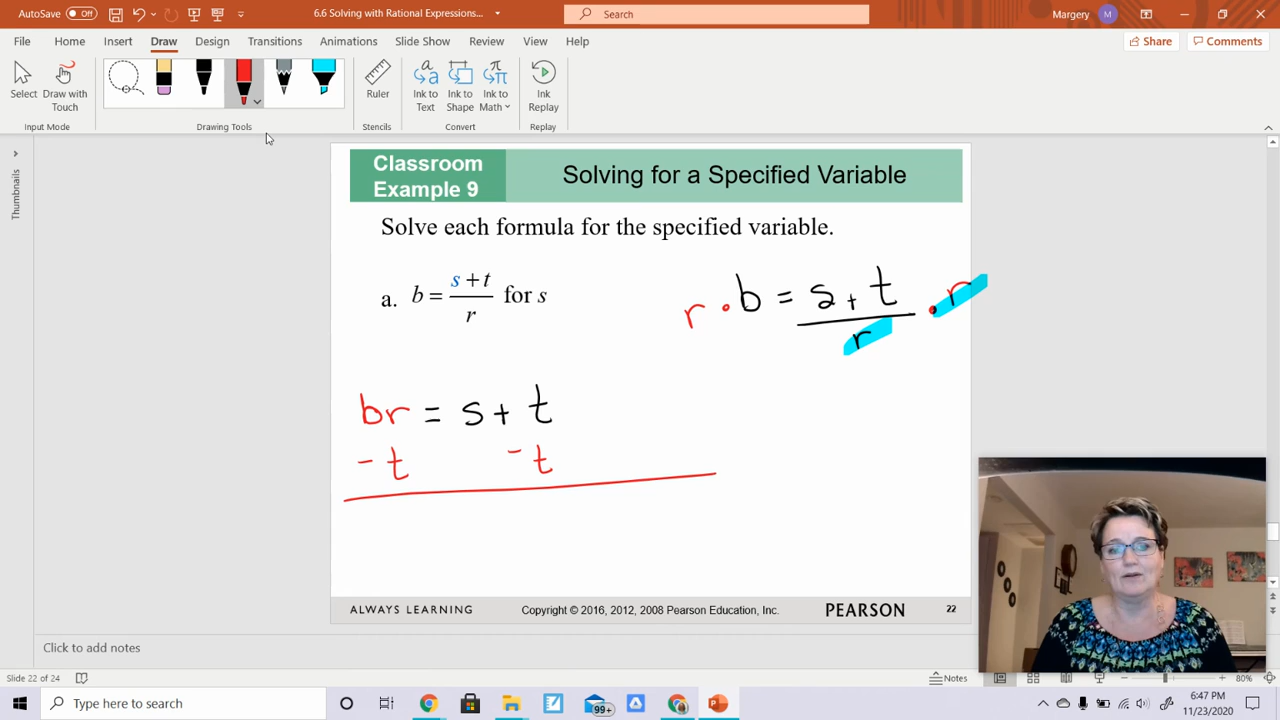 AutoSave Off 6.6 Solving with Rational Expressions... Search Margery M
File Home Insert Draw Design Transitions Animations Slide Show Review View Help Share Comments
Select Draw with Touch Ruler Ink to Text Ink to Shape Ink to Math Ink Replay
Input Mode Drawing Tools Stencils Convert Replay
Thumbnails
Classroom Example 9
Solving for a Specified Variable
Solve each formula for the specified variable.
a. b = (s + t)/r for s
r · b = (s + t)/r · r
br = s + t
- t - t
ALWAYS LEARNING Copyright © 2016, 2012, 2008 Pearson Education, Inc. PEARSON 22
Click to add notes
Slide 22 of 24 Notes 80%
Type here to search 99+ 6:47 PM
11/23/2020